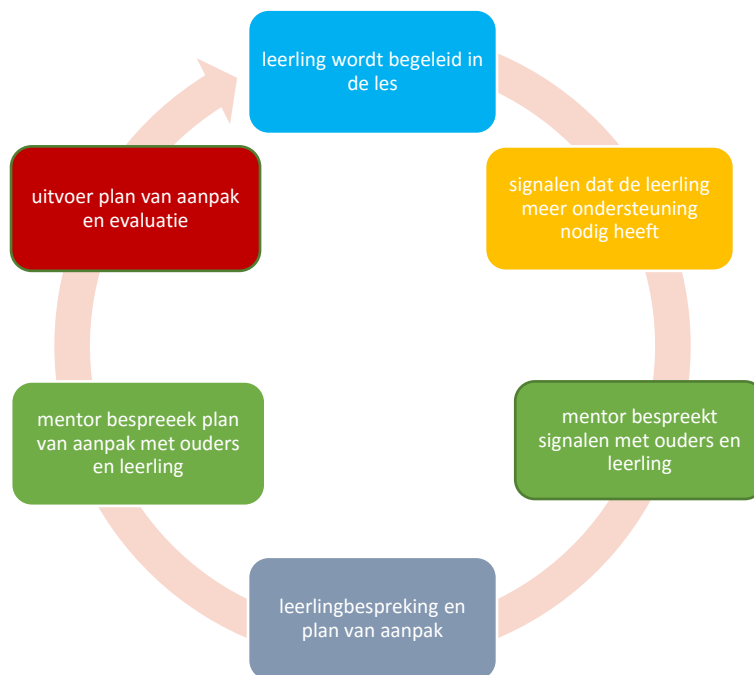 leerling wordt begeleid in
de les
signalen dat de leerling
meer ondersteuning
nodig heeft
mentor bespreekt
signalen met ouders en
leerling
leerlingbespreking en
plan van aanpak
mentor bespreeek plan
van aanpak met ouders
en leerling
uitvoer plan van aanpak
en evaluatie